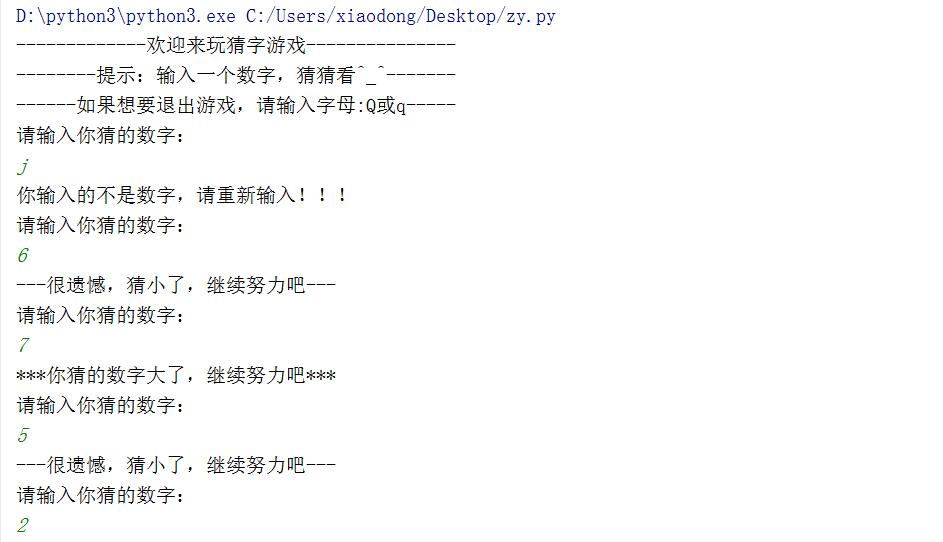 D:\python3\python3.exe C:/Users/xiaodong/Desktop/zy.py
-------------欢迎来玩猜字游戏---------------
--------提示：输入一个数字，猜猜看^_^-------
------如果想要退出游戏，请输入字母:Q或q-----
请输入你猜的数字：
j
你输入的不是数字，请重新输入！！！
请输入你猜的数字：
6
---很遗憾，猜小了，继续努力吧---
请输入你猜的数字：
7
***你猜的数字大了，继续努力吧***
请输入你猜的数字：
5
---很遗憾，猜小了，继续努力吧---
请输入你猜的数字：
2